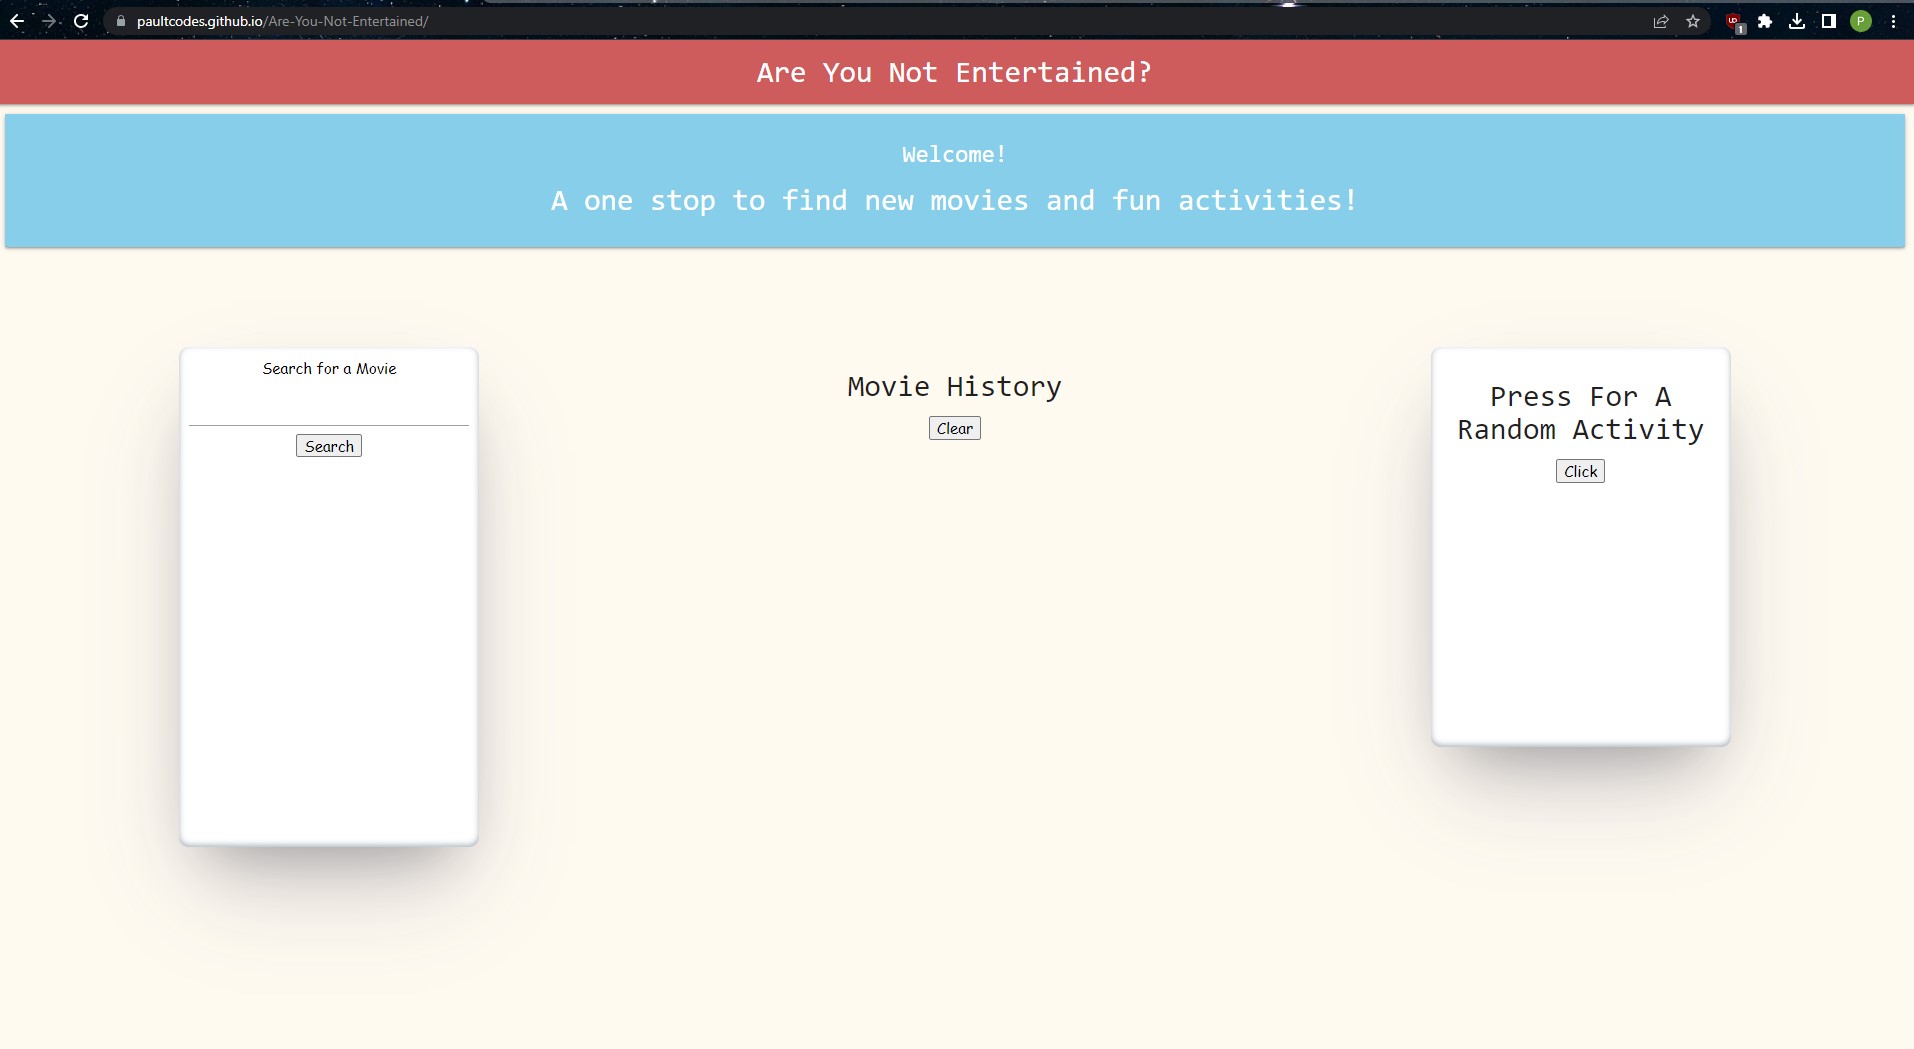 paultcodes.github.io/Are-You-Not-Entertained/
1
P
Are You Not Entertained?
Welcome!
A one stop to find new movies and fun activities!
Search for a Movie
Search
Movie History
Clear
Press For A
Random Activity
Click